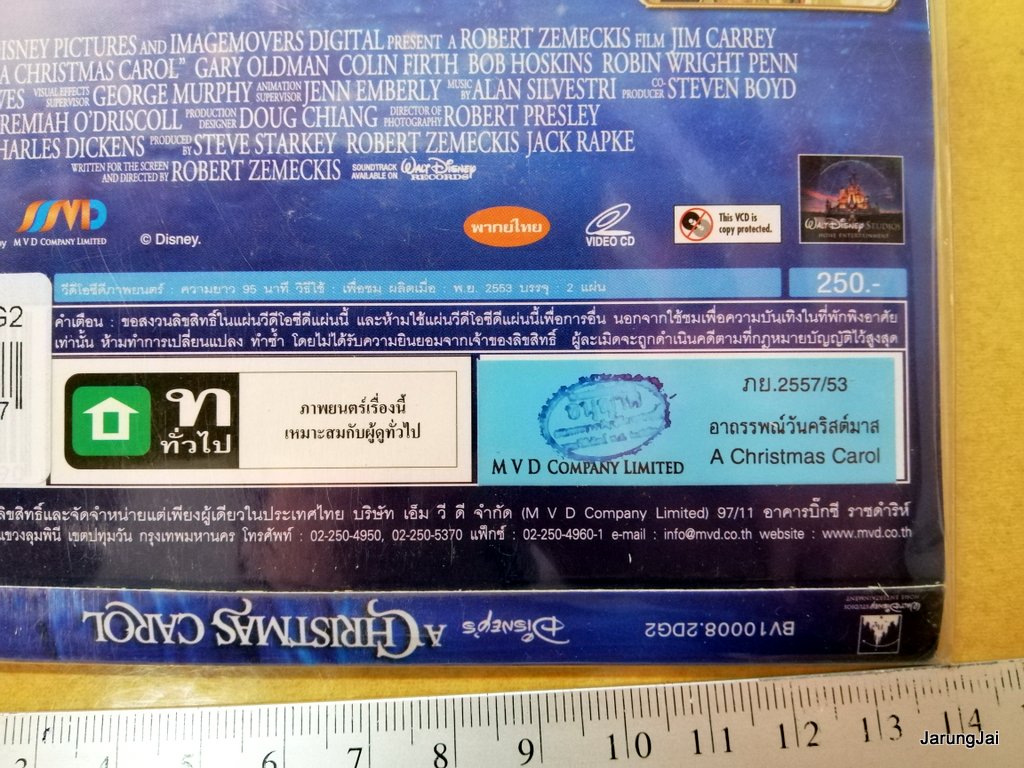 ISNEY PICTURES AND IMAGEMOVERS DIGITAL PRESENT A ROBERT ZEMECKIS FILM JIM CARREY
A CHRISTMAS CAROL" GARY OLDMAN COLIN FIRTH BOB HOSKINS ROBIN WRIGHT PENN
VES VISUAL EFFECTS SUPERVISOR GEORGE MURPHY ANIMATION SUPERVISOR JENN EMBERLY MUSIC BY ALAN SILVESTRI CO-PRODUCER STEVEN BOYD
REMIAH O'DRISCOLL PRODUCTION DESIGNER DOUG CHIANG DIRECTOR OF PHOTOGRAPHY ROBERT PRESLEY
HARLES DICKENS PRODUCED BY STEVE STARKEY ROBERT ZEMECKIS JACK RAPKE
WRITTEN FOR THE SCREEN AND DIRECTED BY ROBERT ZEMECKIS SOUNDTRACK AVAILABLE ON WALT DISNEY RECORDS
MVD
by M V D COMPANY LIMITED
© Disney.
พากย์ไทย
VIDEO CD
This VCD is
copy protected.
WALT DISNEY STUDIOS
HOME ENTERTAINMENT
วีดีโอซีดีภาพยนตร์ : ความยาว 95 นาที วิธีใช้ : เพื่อชม ผลิตเมื่อ : พ.ย. 2553 บรรจุ : 2 แผ่น
250.-
คำเตือน : ขอสงวนลิขสิทธิ์ในแผ่นวีดีโอซีดีแผ่นนี้ และห้ามใช้แผ่นวีดีโอซีดีแผ่นนี้เพื่อการอื่น นอกจากใช้ชมเพื่อความบันเทิงในที่พักพิงอาศัย
เท่านั้น ห้ามทำการเปลี่ยนแปลง ทำซ้ำ โดยไม่ได้รับความยินยอมจากเจ้าของลิขสิทธิ์ ผู้ละเมิดจะถูกดำเนินคดีตามที่กฎหมายบัญญัติไว้สูงสุด
G2
7
ท
ทั่วไป
ภาพยนตร์เรื่องนี้
เหมาะสมกับผู้ดูทั่วไป
M V D COMPANY LIMITED
ภย.2557/53
อาถรรพณ์วันคริสต์มาส
A Christmas Carol
ลิขสิทธิ์และจัดจำหน่ายแต่เพียงผู้เดียวในประเทศไทย บริษัท เอ็ม วี ดี จำกัด (M V D Company Limited) 97/11 อาคารบิ๊กซี ราชดำริห์
แขวงลุมพินี เขตปทุมวัน กรุงเทพมหานคร โทรศัพท์ : 02-250-4950, 02-250-5370 แฟ็กซ์ : 02-250-4960-1 e-mail : info@mvd.co.th website : www.mvd.co.th
WALT DISNEY STUDIOS
HOME ENTERTAINMENT
BV10008.2DG2
DISNEY'S A CHRISTMAS CAROL
3 4 5 6 7 8 9 10 11 12 13 14
JarungJai